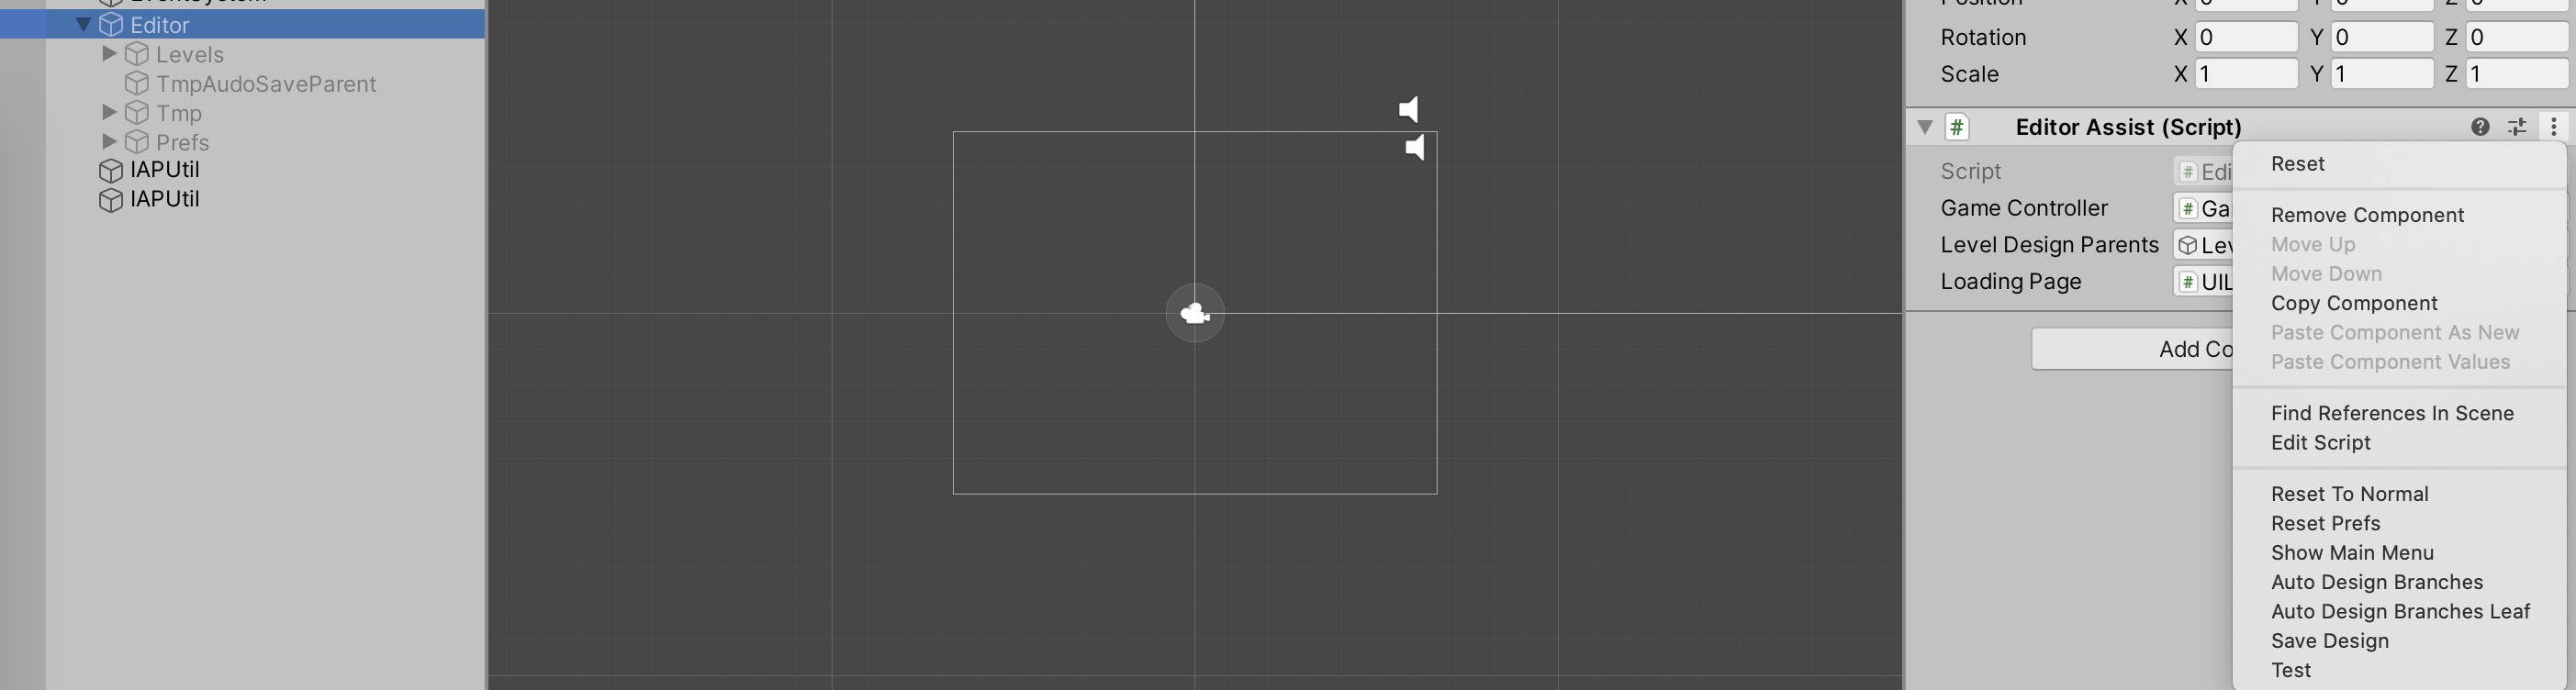 Editor
Levels
TmpAudoSaveParent
Tmp
Prefs
IAPUtil
IAPUtil
Rotation X 0 Y 0 Z 0
Scale X 1 Y 1 Z 1
# Editor Assist (Script)
Script # Edi
Game Controller # Ga
Level Design Parents Lev
Loading Page # UIL
Add Co
Reset
Remove Component
Move Up
Move Down
Copy Component
Paste Component As New
Paste Component Values
Find References In Scene
Edit Script
Reset To Normal
Reset Prefs
Show Main Menu
Auto Design Branches
Auto Design Branches Leaf
Save Design
Test